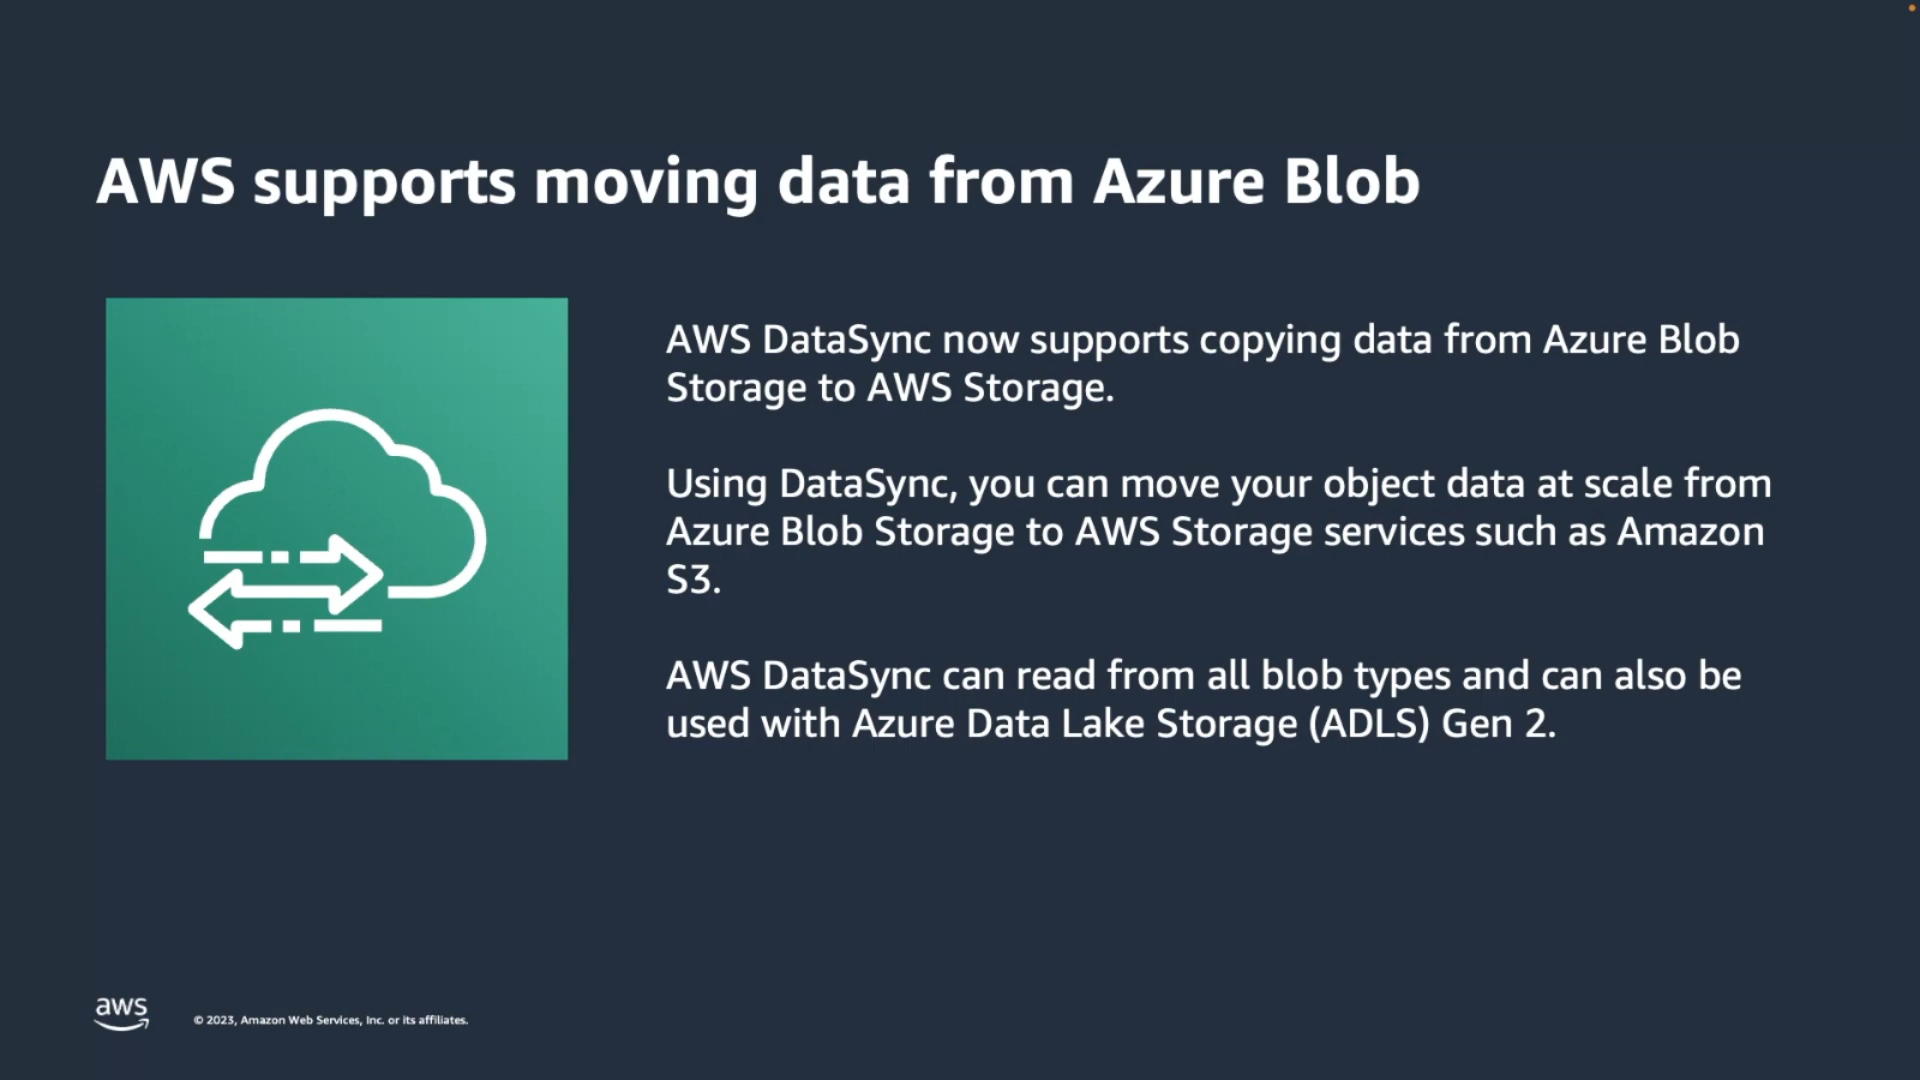 AWS supports moving data from Azure Blob
AWS DataSync now supports copying data from Azure Blob
Storage to AWS Storage.
Using DataSync, you can move your object data at scale from
Azure Blob Storage to AWS Storage services such as Amazon
S3.
AWS DataSync can read from all blob types and can also be
used with Azure Data Lake Storage (ADLS) Gen 2.
aws
© 2023, Amazon Web Services, Inc. or its affiliates.